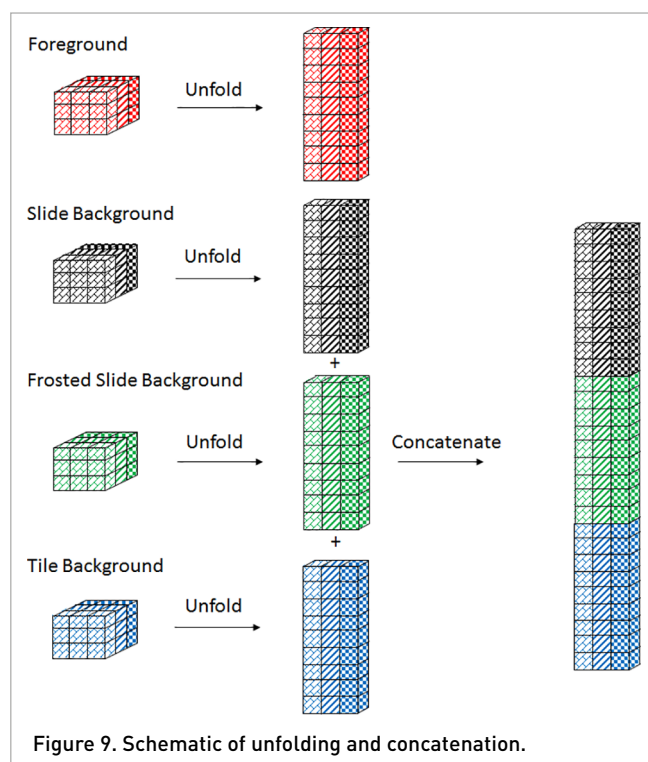 Foreground
Unfold
Slide Background
Unfold
+
Frosted Slide Background
Unfold
Concatenate
+
Tile Background
Unfold
Figure 9. Schematic of unfolding and concatenation.